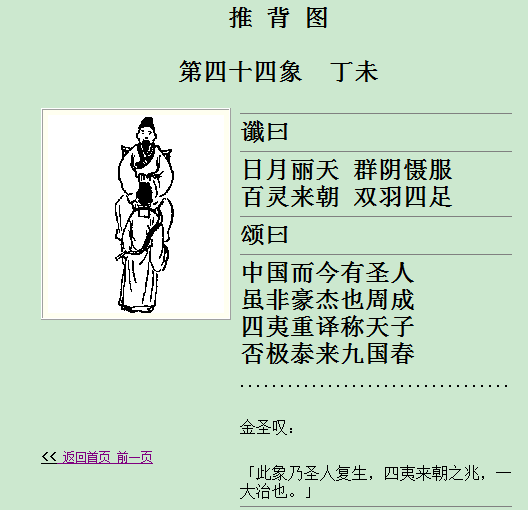 推 背 图
第四十四象 丁未
谶曰
日月丽天 群阴慑服
百灵来朝 双羽四足
颂曰
中国而今有圣人
虽非豪杰也周成
四夷重译称天子
否极泰来九国春
..................................
金圣叹：
「此象乃圣人复生，四夷来朝之兆，一
大治也。」
<< 返回首页 前一页